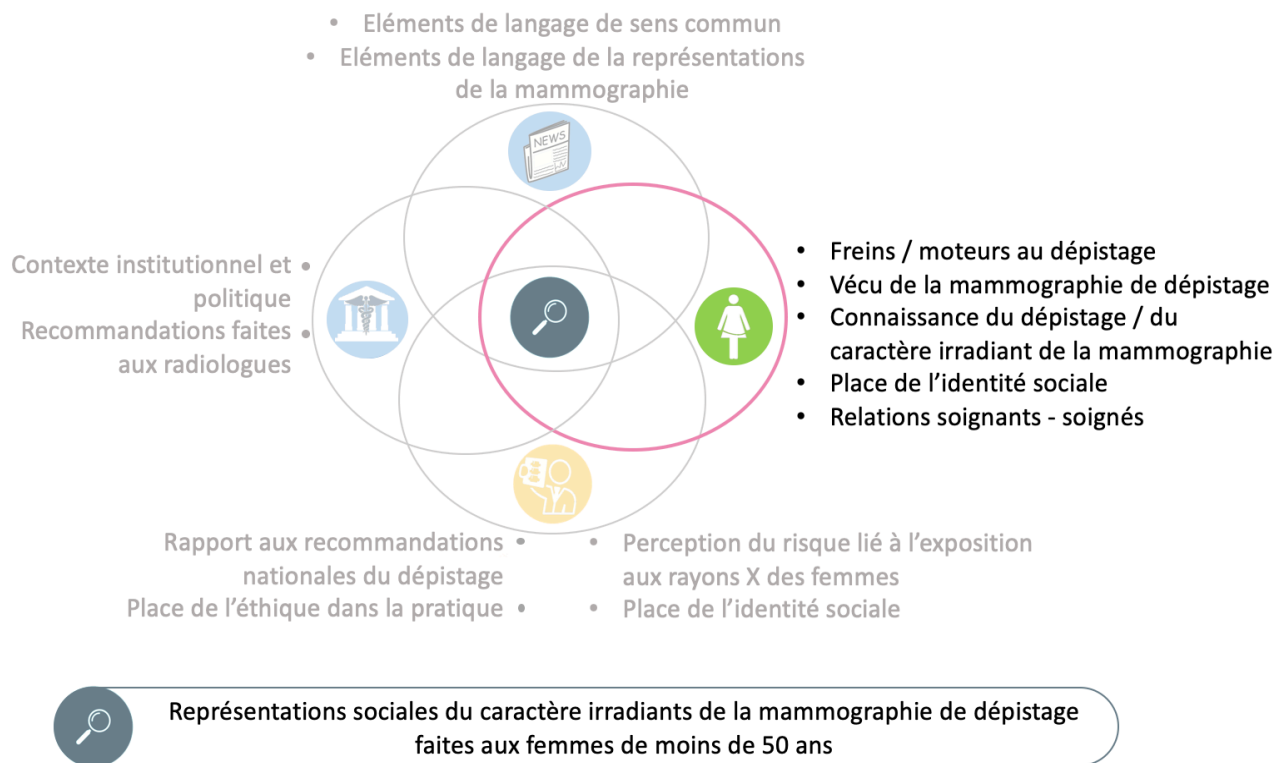 • Eléments de langage de sens commun
• Eléments de langage de la représentations
de la mammographie
NEWS
Contexte institutionnel et •
politique
Recommandations faites •
aux radiologues
• Freins / moteurs au dépistage
• Vécu de la mammographie de dépistage
• Connaissance du dépistage / du
caractère irradiant de la mammographie
• Place de l’identité sociale
• Relations soignants - soignés
Rapport aux recommandations •
nationales du dépistage
Place de l’éthique dans la pratique •
• Perception du risque lié à l’exposition
aux rayons X des femmes
• Place de l’identité sociale
Représentations sociales du caractère irradiants de la mammographie de dépistage
faites aux femmes de moins de 50 ans